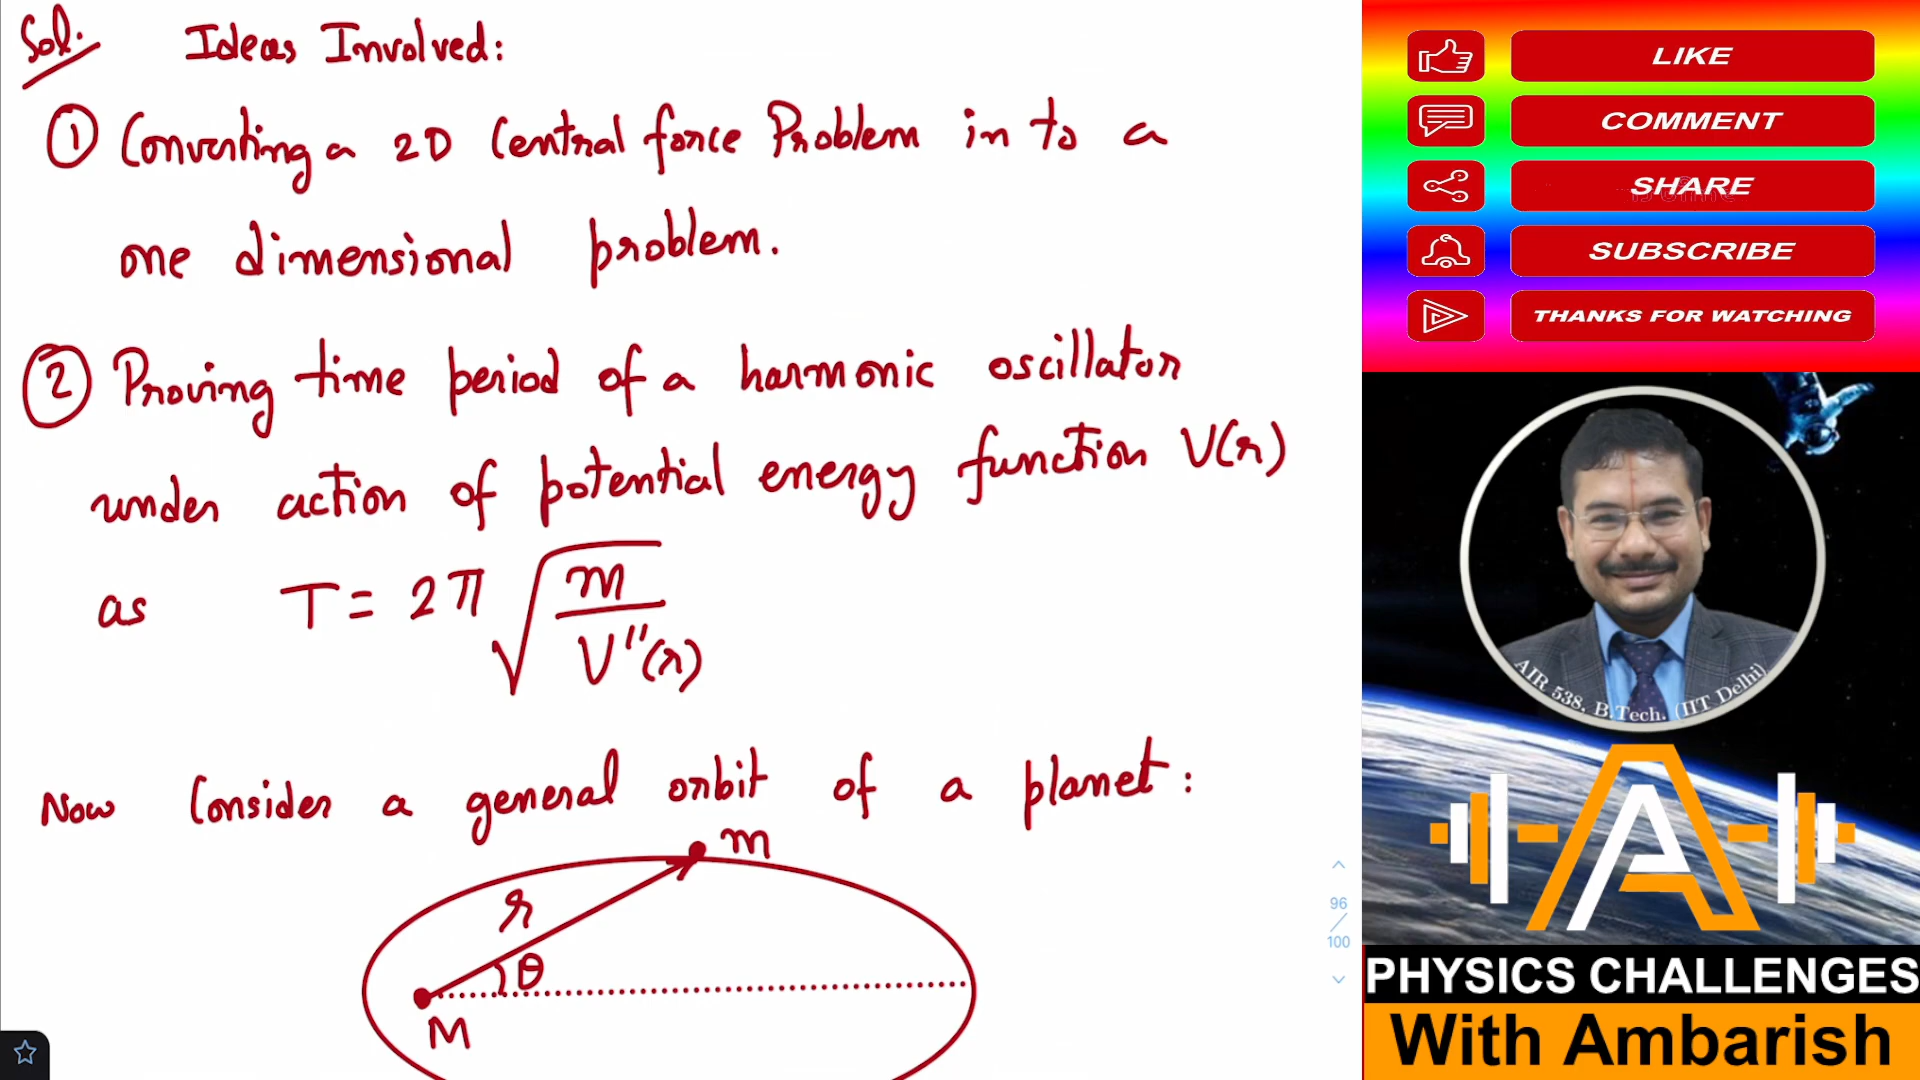 Sol. Ideas Involved:
① Converting a 2D Central force Problem in to a
one dimensional problem.
② Proving time period of a harmonic oscillator
under action of potential energy function V(r)
as T = 2π √(m / V''(r))
Now Consider a general orbit of a planet:
m
r
θ
M
96
/
100
LIKE
COMMENT
SHARE
SUBSCRIBE
THANKS FOR WATCHING
AIR 538, B.Tech. (IIT Delhi)
A
PHYSICS CHALLENGES
With Ambarish